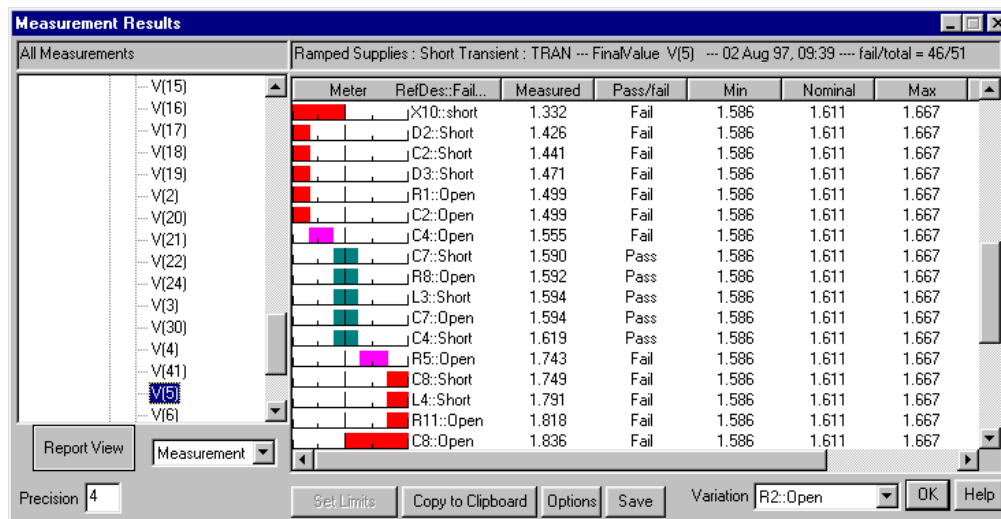 Measurement Results
All Measurements
Ramped Supplies : Short Transient : TRAN --- FinalValue V(5) --- 02 Aug 97, 09:39 ---- fail/total = 46/51
V(15)
V(16)
V(17)
V(18)
V(19)
V(2)
V(20)
V(21)
V(22)
V(24)
V(3)
V(30)
V(4)
V(41)
V(5)
V(6)
Meter RefDes::Fail... Measured Pass/fail Min Nominal Max
X10::short 1.332 Fail 1.586 1.611 1.667
D2::Short 1.426 Fail 1.586 1.611 1.667
C2::Short 1.441 Fail 1.586 1.611 1.667
D3::Short 1.471 Fail 1.586 1.611 1.667
R1::Open 1.499 Fail 1.586 1.611 1.667
C2::Open 1.499 Fail 1.586 1.611 1.667
C4::Open 1.555 Fail 1.586 1.611 1.667
C7::Short 1.590 Pass 1.586 1.611 1.667
R8::Open 1.592 Pass 1.586 1.611 1.667
L3::Short 1.594 Pass 1.586 1.611 1.667
C7::Open 1.594 Pass 1.586 1.611 1.667
C4::Short 1.619 Pass 1.586 1.611 1.667
R5::Open 1.743 Fail 1.586 1.611 1.667
C8::Short 1.749 Fail 1.586 1.611 1.667
L4::Short 1.791 Fail 1.586 1.611 1.667
R11::Open 1.818 Fail 1.586 1.611 1.667
C8::Open 1.836 Fail 1.586 1.611 1.667
Report View Measurement
Precision 4
Set Limits Copy to Clipboard Options Save Variation R2::Open OK Help